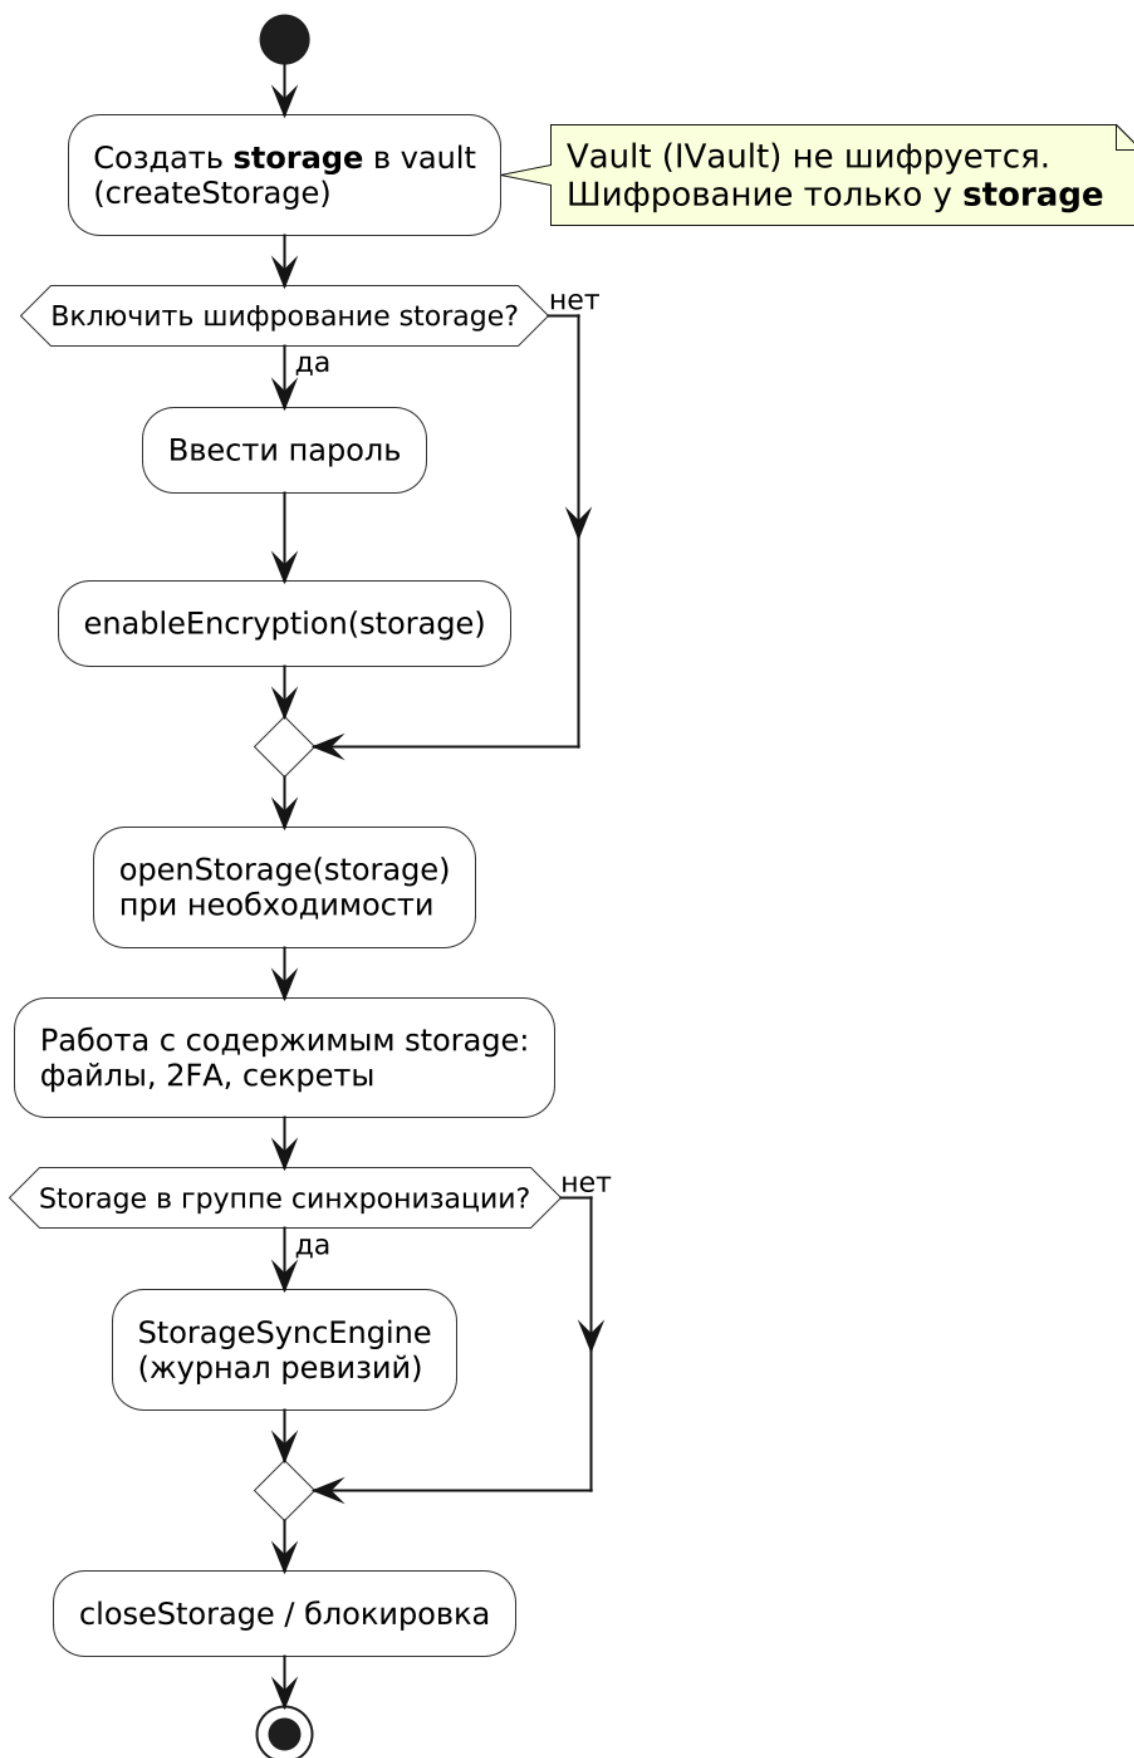 Создать storage в vault
(createStorage)
Vault (IVault) не шифруется.
Шифрование только у storage
Включить шифрование storage?
нет
да
Ввести пароль
enableEncryption(storage)
openStorage(storage)
при необходимости
Работа с содержимым storage:
файлы, 2FA, секреты
Storage в группе синхронизации?
нет
да
StorageSyncEngine
(журнал ревизий)
closeStorage / блокировка